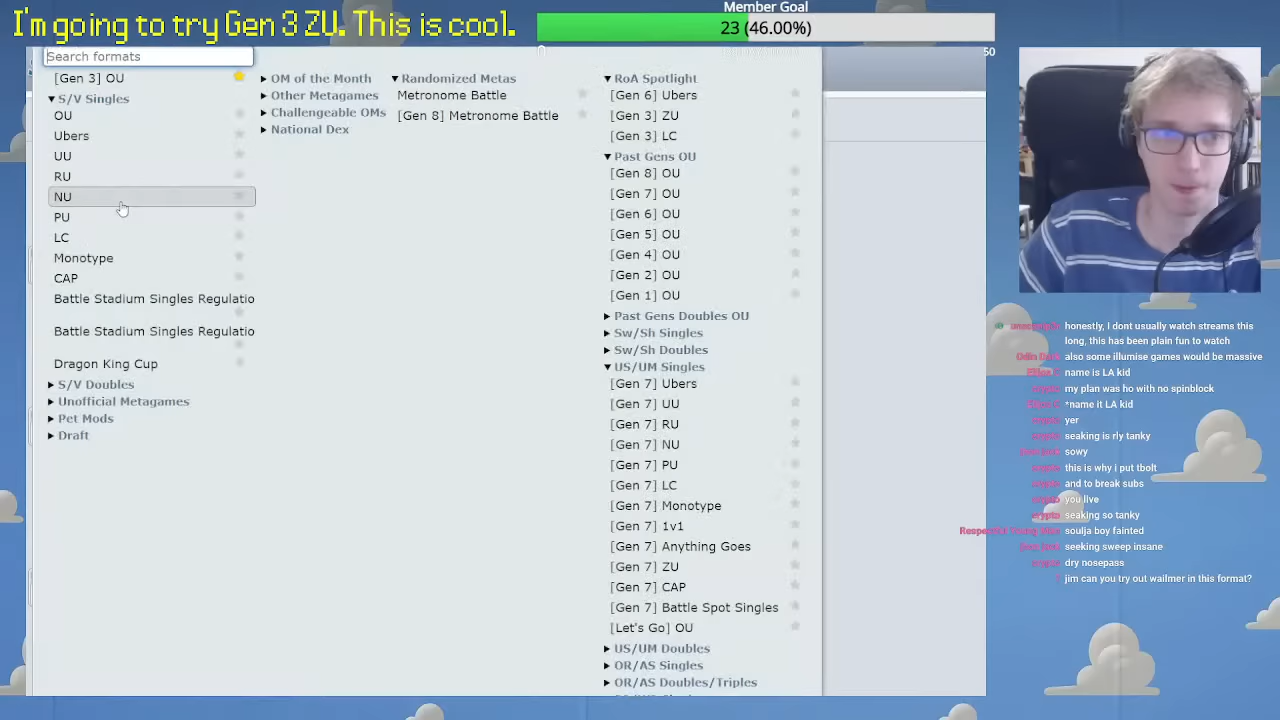 I'm going to try Gen 3 ZU. This is cool.
Member Goal
23 (46.00%)
0
50
Search formats
[Gen 3] OU
S/V Singles
OU
Ubers
UU
RU
NU
PU
LC
Monotype
CAP
Battle Stadium Singles Regulatio
Battle Stadium Singles Regulatio
Dragon King Cup
S/V Doubles
Unofficial Metagames
Pet Mods
Draft
OM of the Month
Other Metagames
Challengeable OMs
National Dex
Randomized Metas
Metronome Battle
[Gen 8] Metronome Battle
RoA Spotlight
[Gen 6] Ubers
[Gen 3] ZU
[Gen 3] LC
Past Gens OU
[Gen 8] OU
[Gen 7] OU
[Gen 6] OU
[Gen 5] OU
[Gen 4] OU
[Gen 2] OU
[Gen 1] OU
Past Gens Doubles OU
Sw/Sh Singles
Sw/Sh Doubles
US/UM Singles
[Gen 7] Ubers
[Gen 7] UU
[Gen 7] RU
[Gen 7] NU
[Gen 7] PU
[Gen 7] LC
[Gen 7] Monotype
[Gen 7] 1v1
[Gen 7] Anything Goes
[Gen 7] ZU
[Gen 7] CAP
[Gen 7] Battle Spot Singles
[Let's Go] OU
US/UM Doubles
OR/AS Singles
OR/AS Doubles/Triples
honestly, I dont usually watch streams this
long, this has been plain fun to watch
also some illumise games would be massive
name is LA kid
my plan was ho with no spinblock
*name it LA kid
yer
seaking is rly tanky
sowy
this is why i put tbolt
and to break subs
you live
seaking so tanky
soulja boy fainted
seeking sweep insane
dry nosepass
jim can you try out wailmer in this format?